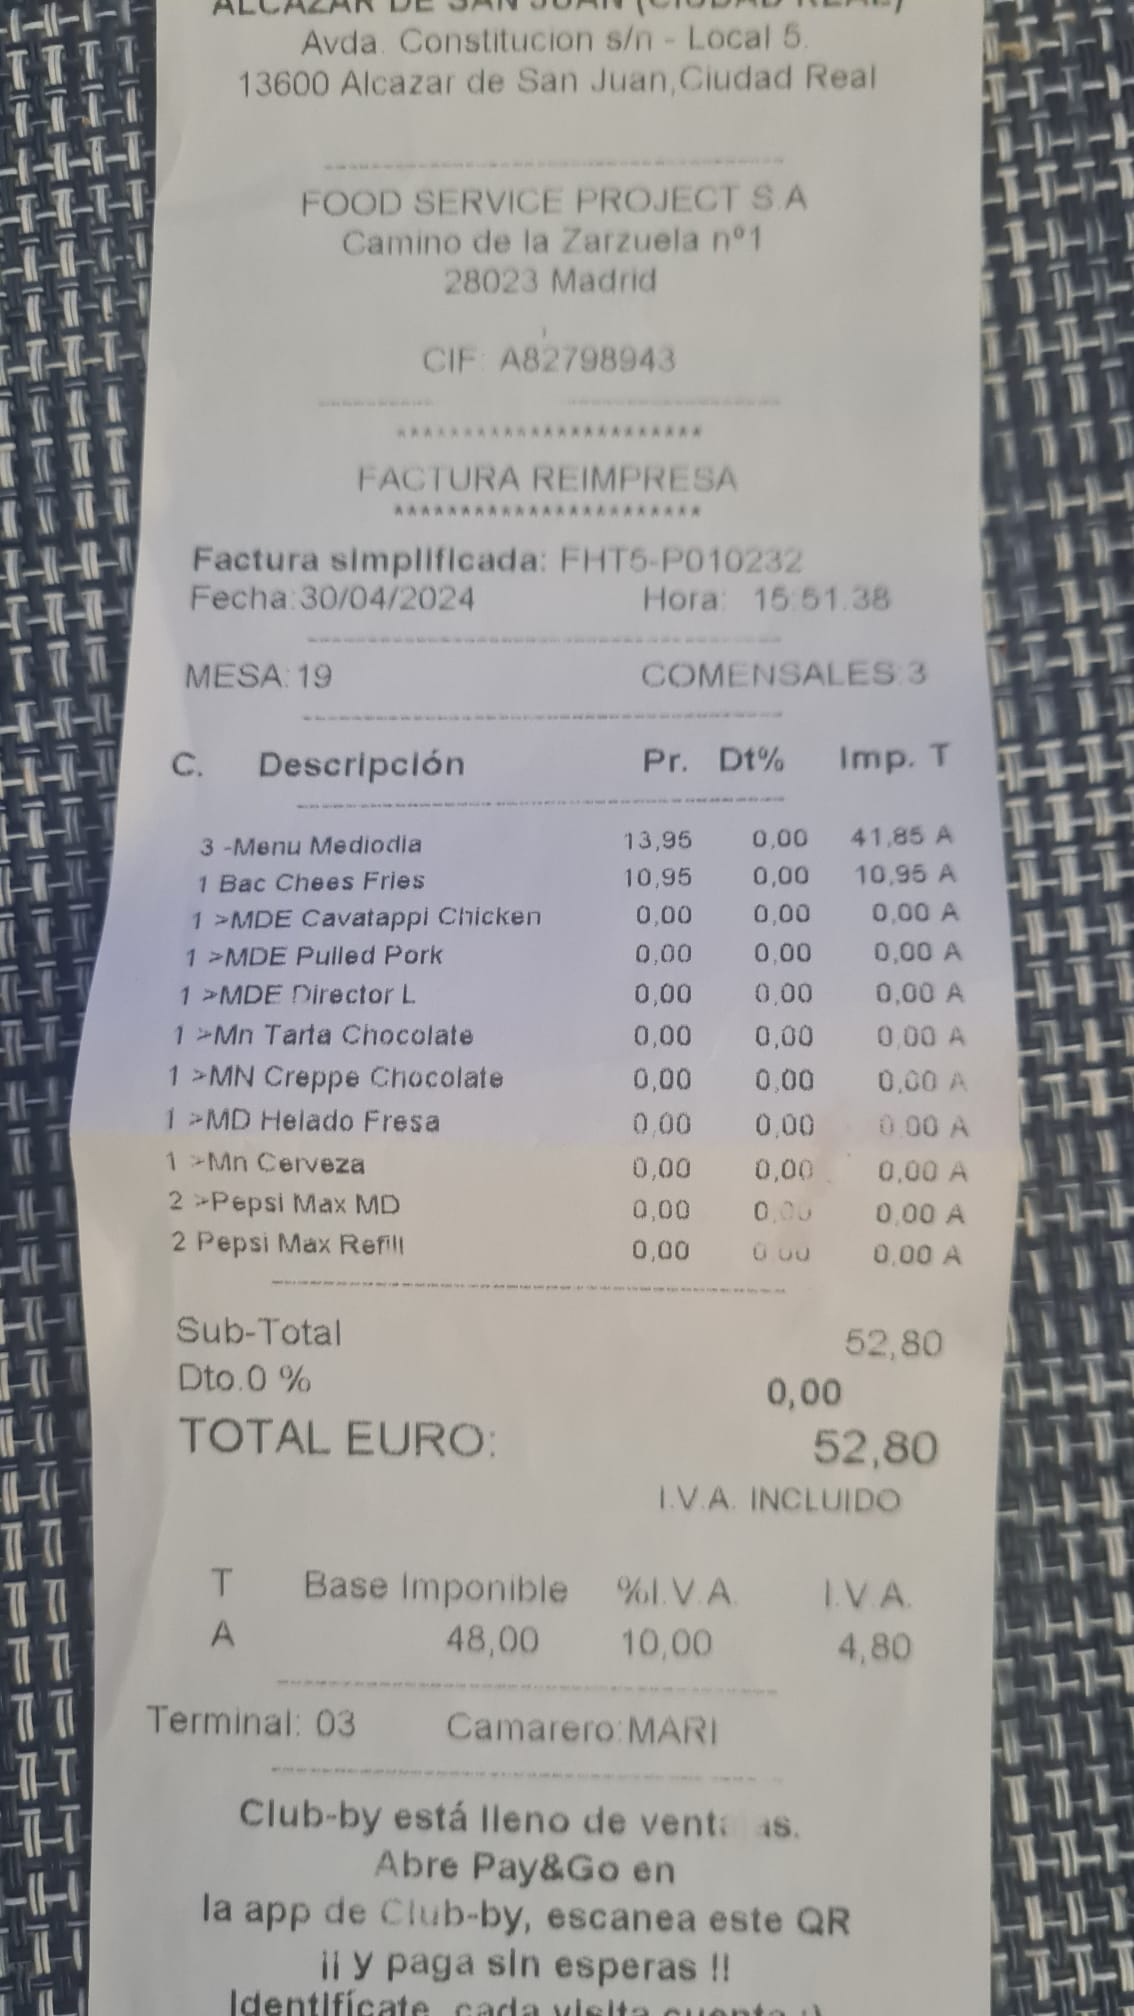 ALCAZAR DE SAN JUAN (CIUDAD REAL)
Avda. Constitucion s/n - Local 5.
13600 Alcazar de San Juan,Ciudad Real
FOOD SERVICE PROJECT S.A
Camino de la Zarzuela nº1
28023 Madrid
CIF: A82798943
***********************
FACTURA REIMPRESA
***********************
Factura simplificada: FHT5-P010232
Fecha:30/04/2024 Hora: 15:51:38
MESA:19 COMENSALES:3
C. Descripción Pr. Dt% Imp. T
3 -Menu Mediodia 13,95 0,00 41,85 A
1 Bac Chees Fries 10,95 0,00 10,95 A
1 >MDE Cavatappi Chicken 0,00 0,00 0,00 A
1 >MDE Pulled Pork 0,00 0,00 0,00 A
1 >MDE Director L 0,00 0,00 0,00 A
1 >Mn Tarta Chocolate 0,00 0,00 0,00 A
1 >MN Creppe Chocolate 0,00 0,00 0,00 A
1 >MD Helado Fresa 0,00 0,00 0,00 A
1 >Mn Cerveza 0,00 0,00 0,00 A
2 >Pepsi Max MD 0,00 0,00 0,00 A
2 Pepsi Max Refill 0,00 0,00 0,00 A
Sub-Total 52,80
Dto.0 % 0,00
TOTAL EURO: 52,80
I.V.A. INCLUIDO
T Base Imponible %I.V.A. I.V.A.
A 48,00 10,00 4,80
Terminal: 03 Camarero:MARI
Club-by está lleno de ventajas.
Abre Pay&Go en
la app de Club-by, escanea este QR
¡¡ y paga sin esperas !!
Identifícate, cada visita cuenta :)